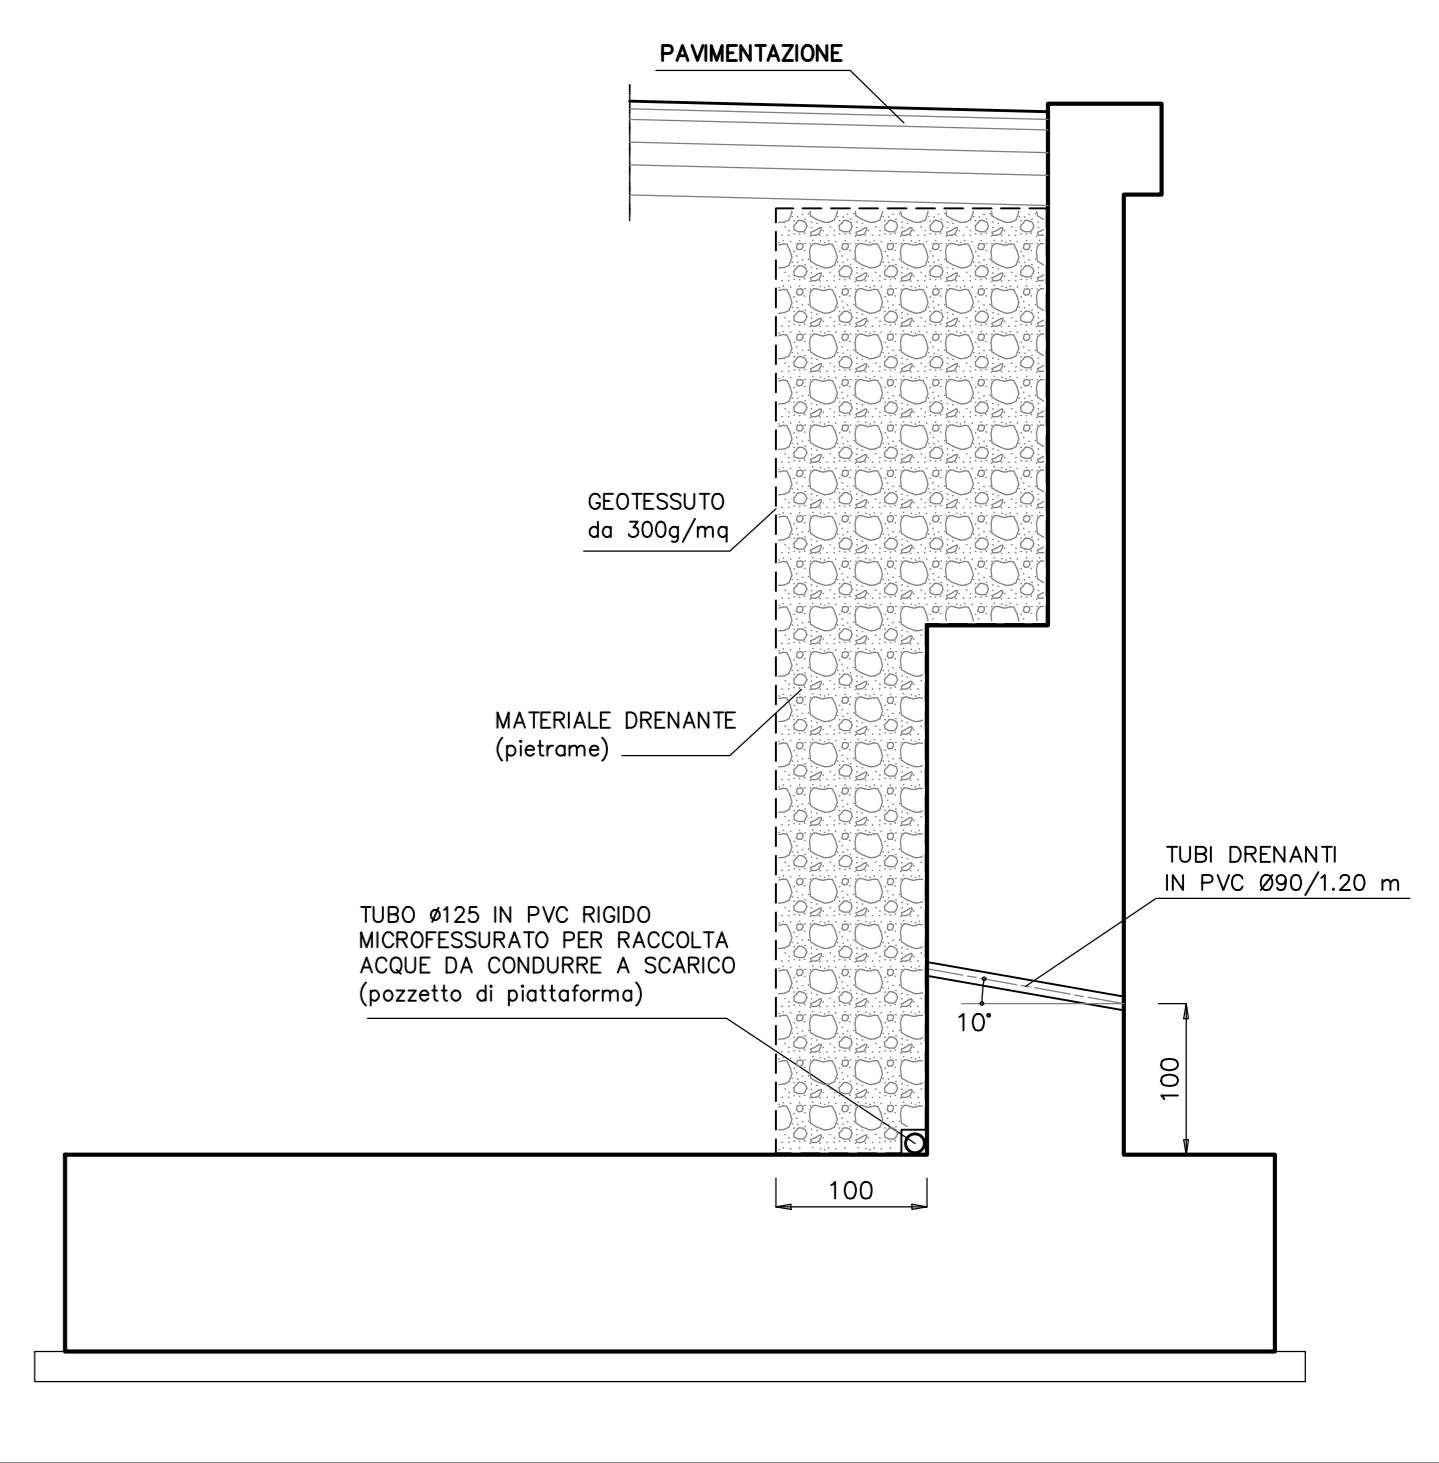 PAVIMENTAZIONE
GEOTESSUTO
da 300g/mq
MATERIALE DRENANTE
(pietrame)
TUBI DRENANTI
IN PVC Ø90/1.20 m
TUBO ø125 IN PVC RIGIDO
MICROFESSURATO PER RACCOLTA
ACQUE DA CONDURRE A SCARICO
(pozzetto di piattaforma)
10°
100
100